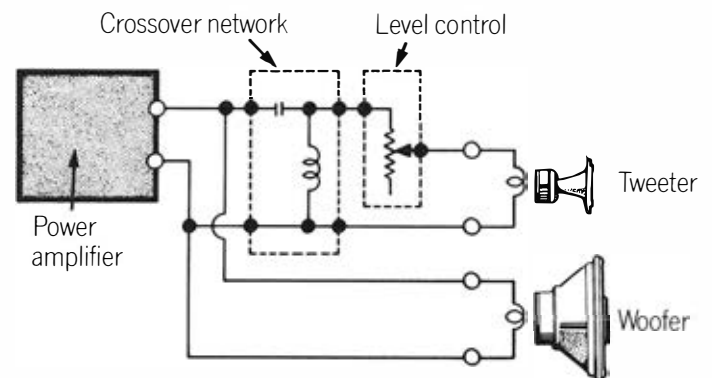 Crossover network
Level control
Tweeter
Power
amplifier
Woofer